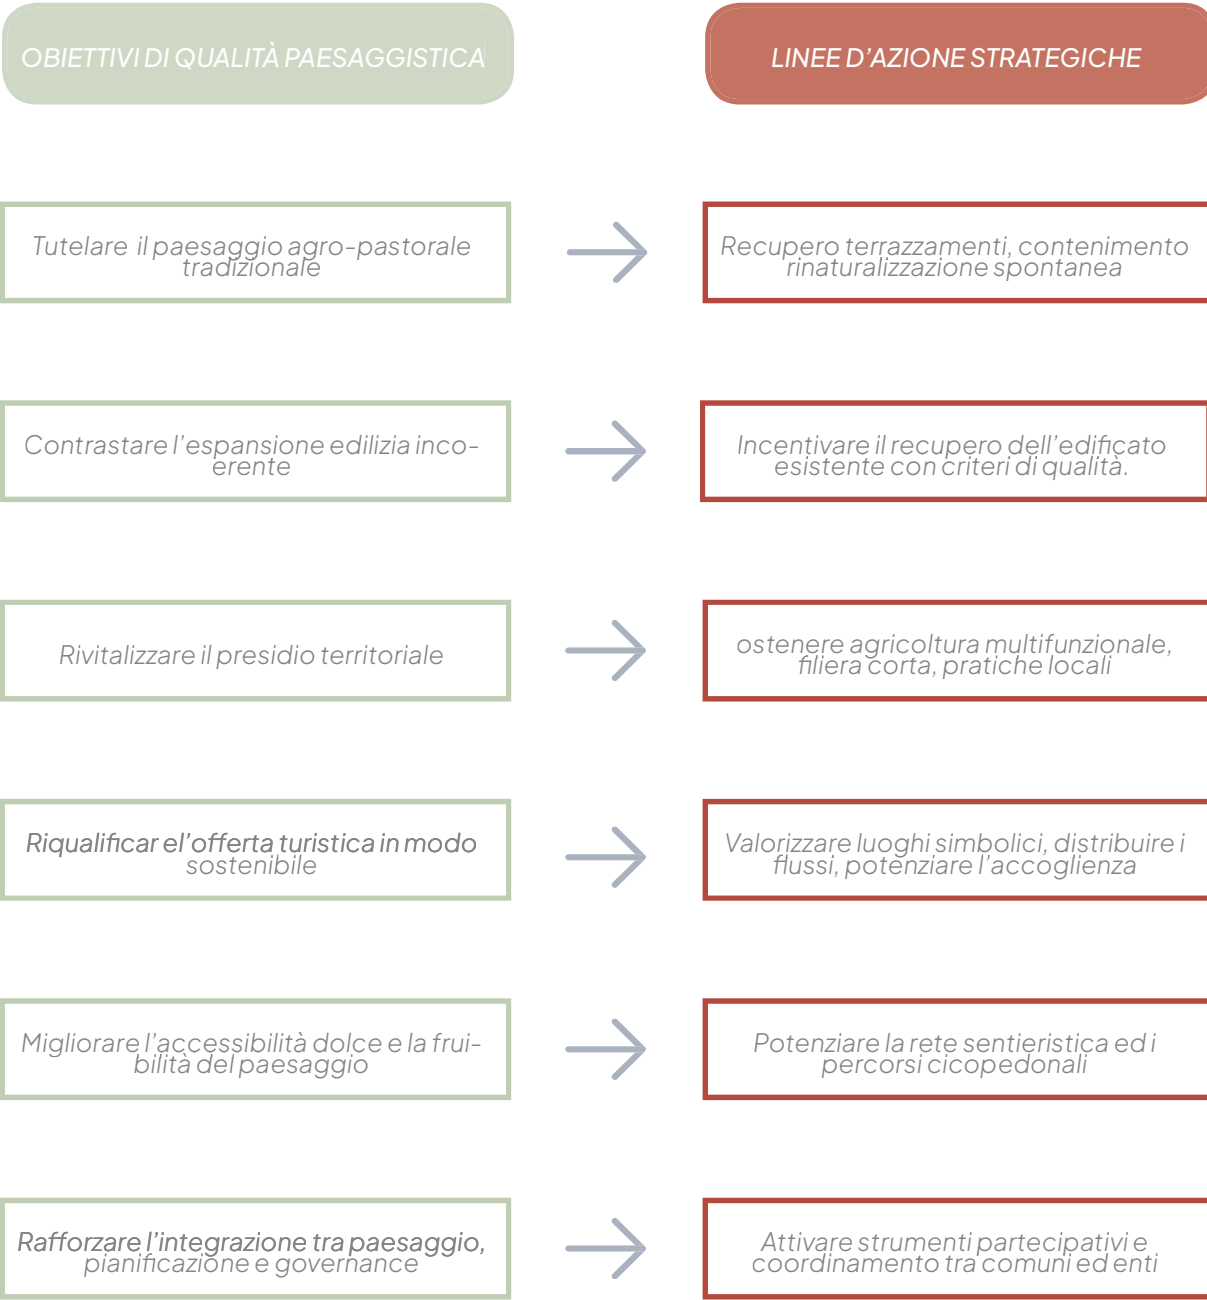 OBIETTIVI DI QUALITÀ PAESAGGISTICA
LINEE D’AZIONE STRATEGICHE
Tutelare il paesaggio agro-pastorale
tradizionale
Recupero terrazzamenti, contenimento
rinaturalizzazione spontanea
Contrastare l’espansione edilizia inco-
erente
Incentivare il recupero dell’edificato
esistente con criteri di qualità.
Rivitalizzare il presidio territoriale
ostenere agricoltura multifunzionale,
filiera corta, pratiche locali
Riqualificar el’offerta turistica in modo
sostenibile
Valorizzare luoghi simbolici, distribuire i
flussi, potenziare l’accoglienza
Migliorare l’accessibilità dolce e la frui-
bilità del paesaggio
Potenziare la rete sentieristica ed i
percorsi cicopedonali
Rafforzare l’integrazione tra paesaggio,
pianificazione e governance
Attivare strumenti partecipativi e
coordinamento tra comuni ed enti